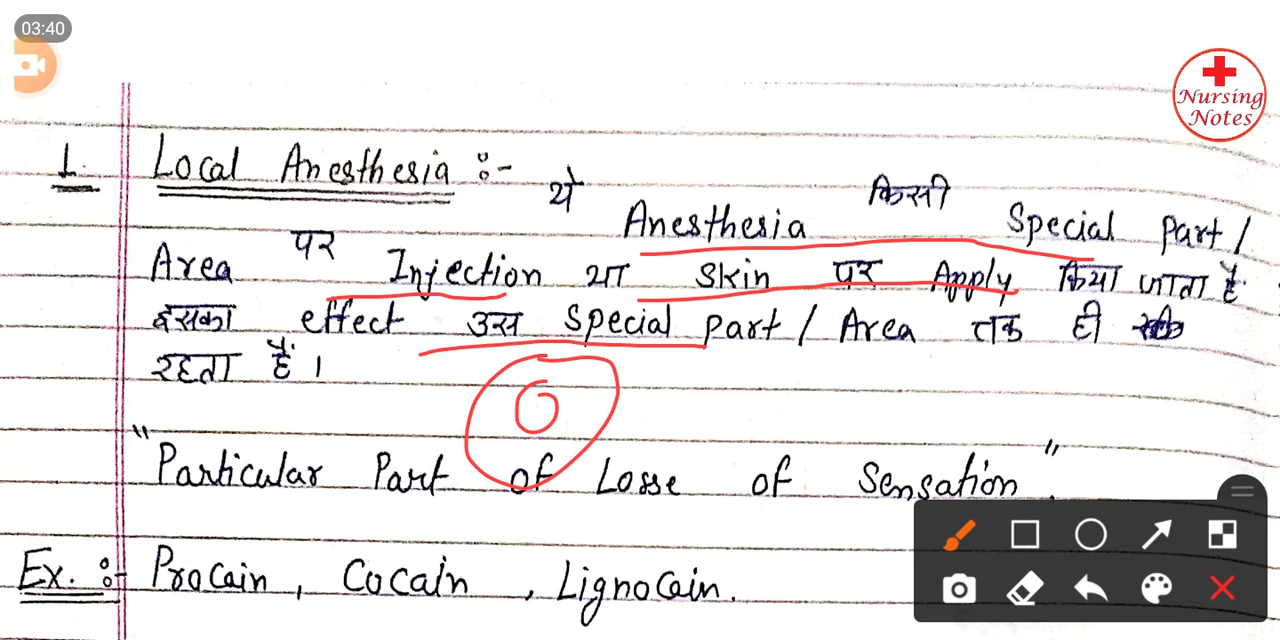 03:40
Nursing
Notes
1. Local Anesthesia :- ये Anesthesia किसी Special Part/
Area पर Injection या Skin पर Apply किया जाता है.
इसका effect उस Special Part / Area तक ही
रहता हैं।
"Particular Part of Losse of Sensation".
Ex. :- Procain, Cocain, Lignocain.